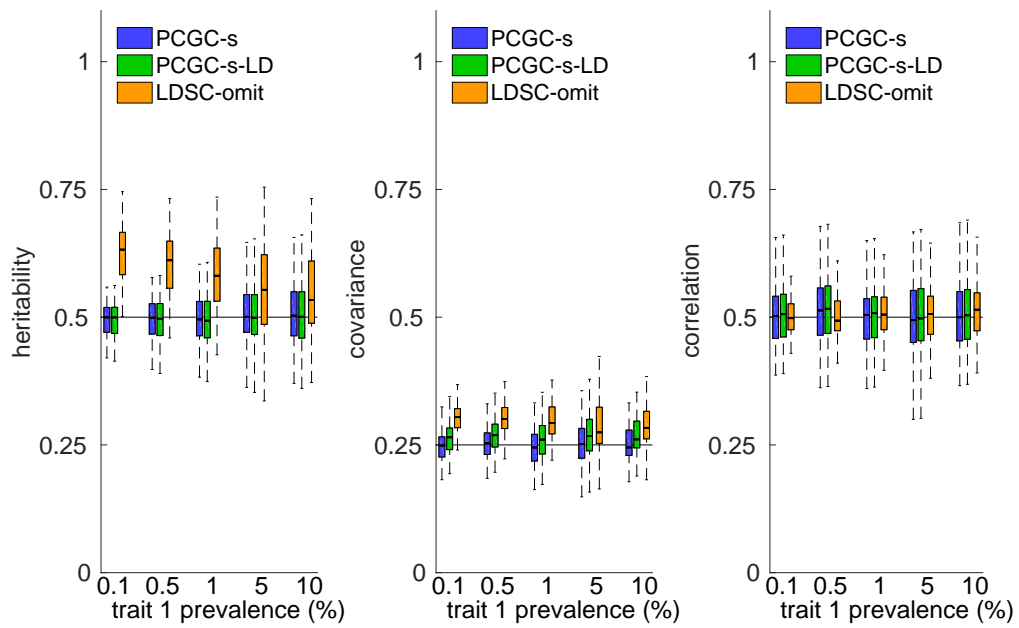 PCGC-s
PCGC-s-LD
LDSC-omit
heritability
1
0.75
0.5
0.25
0
0.1 0.5 1 5 10
trait 1 prevalence (%)
PCGC-s
PCGC-s-LD
LDSC-omit
covariance
1
0.75
0.5
0.25
0
0.1 0.5 1 5 10
trait 1 prevalence (%)
PCGC-s
PCGC-s-LD
LDSC-omit
correlation
1
0.75
0.5
0.25
0
0.1 0.5 1 5 10
trait 1 prevalence (%)